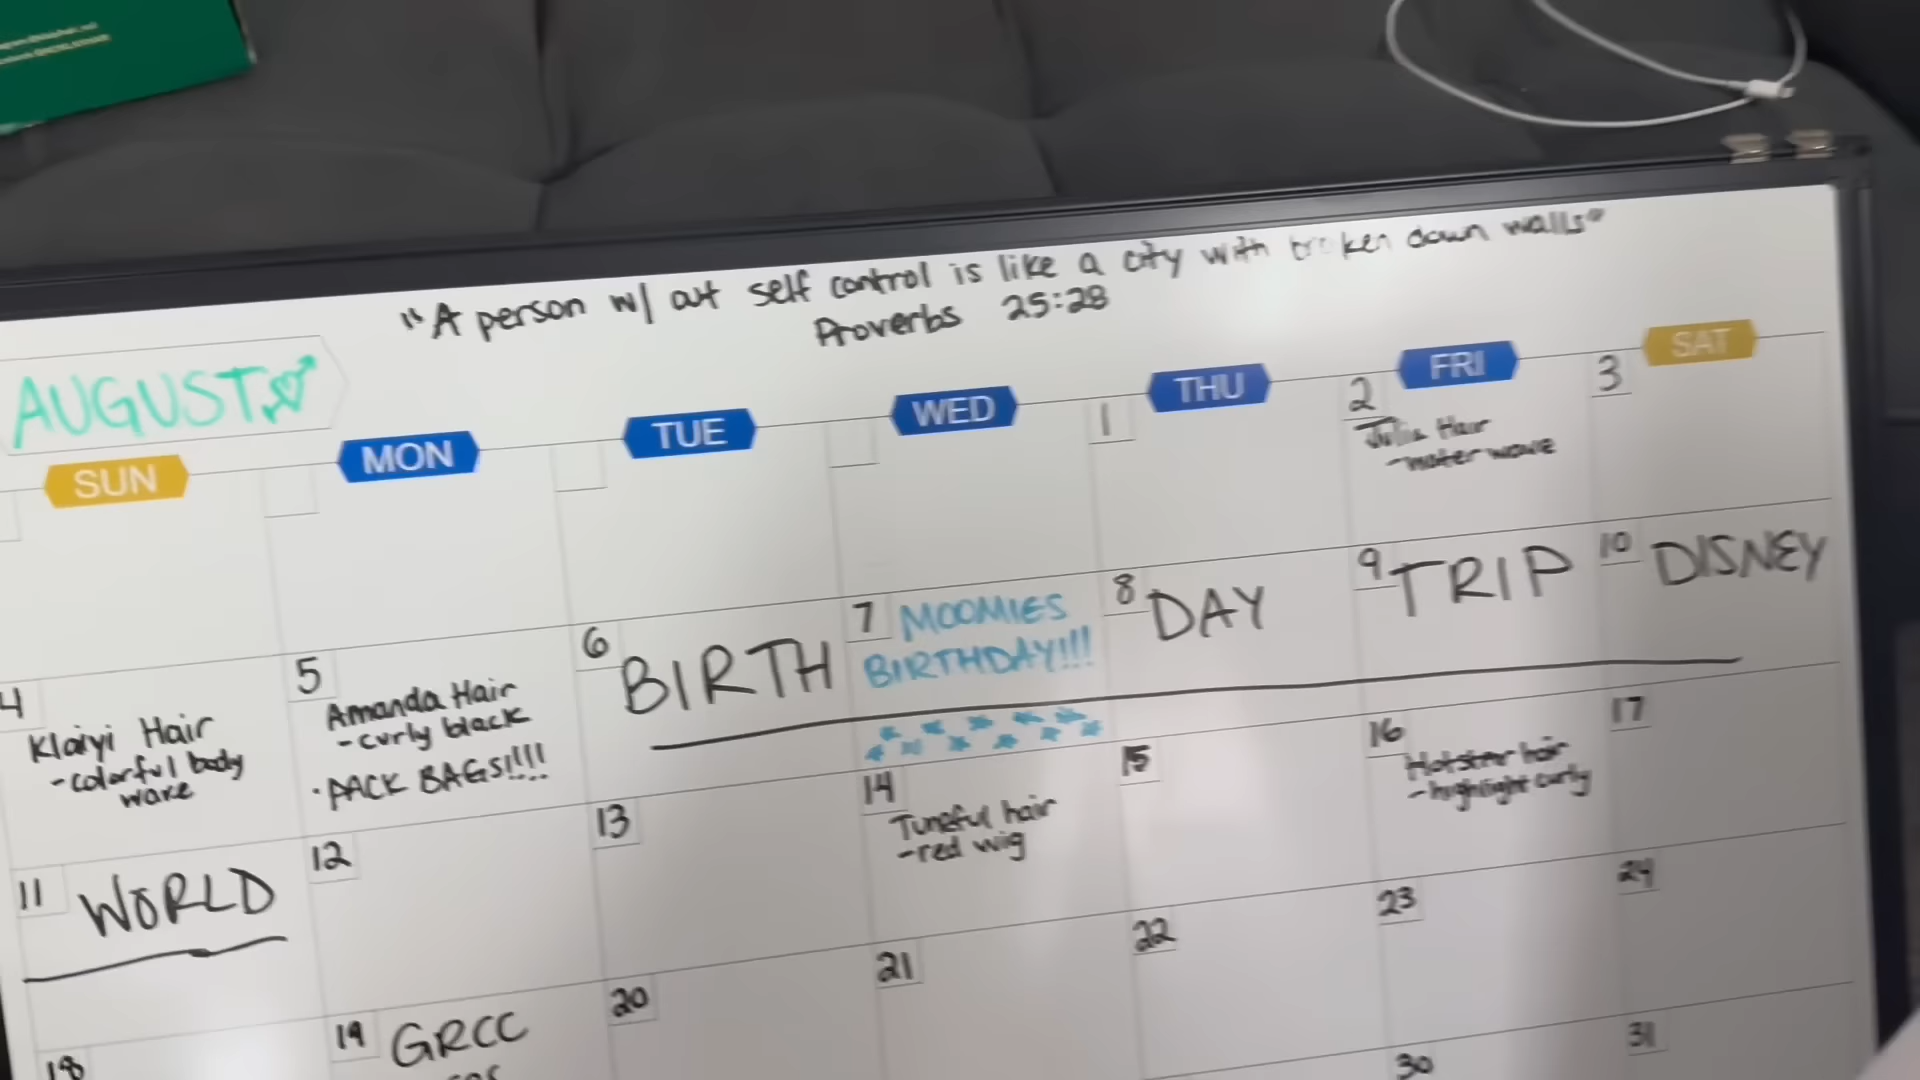 "A person w/ out self control is like a city with broken down walls"
Proverbs 25:28
AUGUST
SUN MON TUE WED THU FRI SAT
1
2
Julia Hair
-water wave
3
4
Klaiyi Hair
-colorful body
wave
5
Amanda Hair
-curly black
· PACK BAGS!!!!
6
BIRTH
7 MOOMIES
BIRTHDAY!!!
8 DAY
9 TRIP
10 DISNEY
11 WORLD
12
13
14
Tuneful hair
-red wig
15
16
Hotstar hair
-highlight curly
17
18
19 GRCC
20
21
22
23
24
30
31